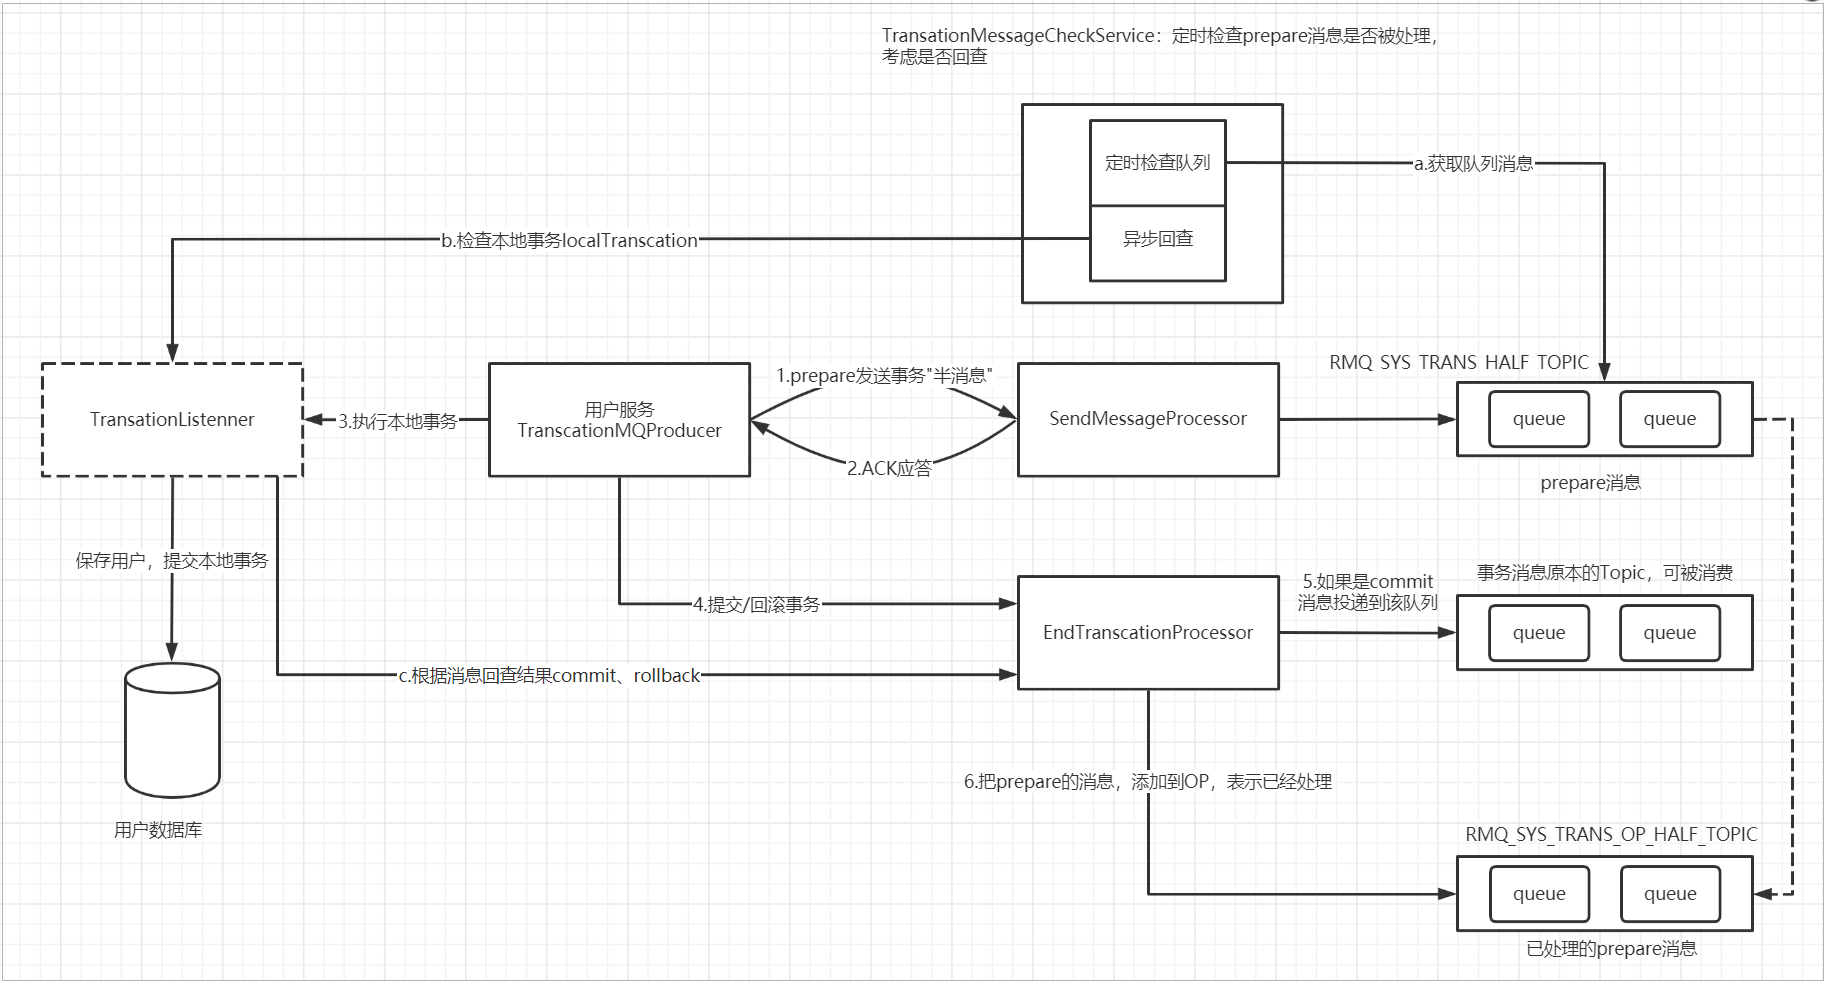 TransationMessageCheckService：定时检查prepare消息是否被处理，
考虑是否回查
定时检查队列
a.获取队列消息
异步回查
b.检查本地事务localTranscation
RMQ_SYS_TRANS_HALF_TOPIC
TransationListenner
3.执行本地事务
用户服务
TranscationMQProducer
1.prepare发送事务"半消息"
2.ACK应答
SendMessageProcessor
queue
queue
prepare消息
保存用户，提交本地事务
4.提交/回滚事务
EndTranscationProcessor
5.如果是commit
消息投递到该队列
事务消息原本的Topic，可被消费
queue
queue
c.根据消息回查结果commit、rollback
用户数据库
6.把prepare的消息，添加到OP，表示已经处理
RMQ_SYS_TRANS_OP_HALF_TOPIC
queue
queue
已处理的prepare消息